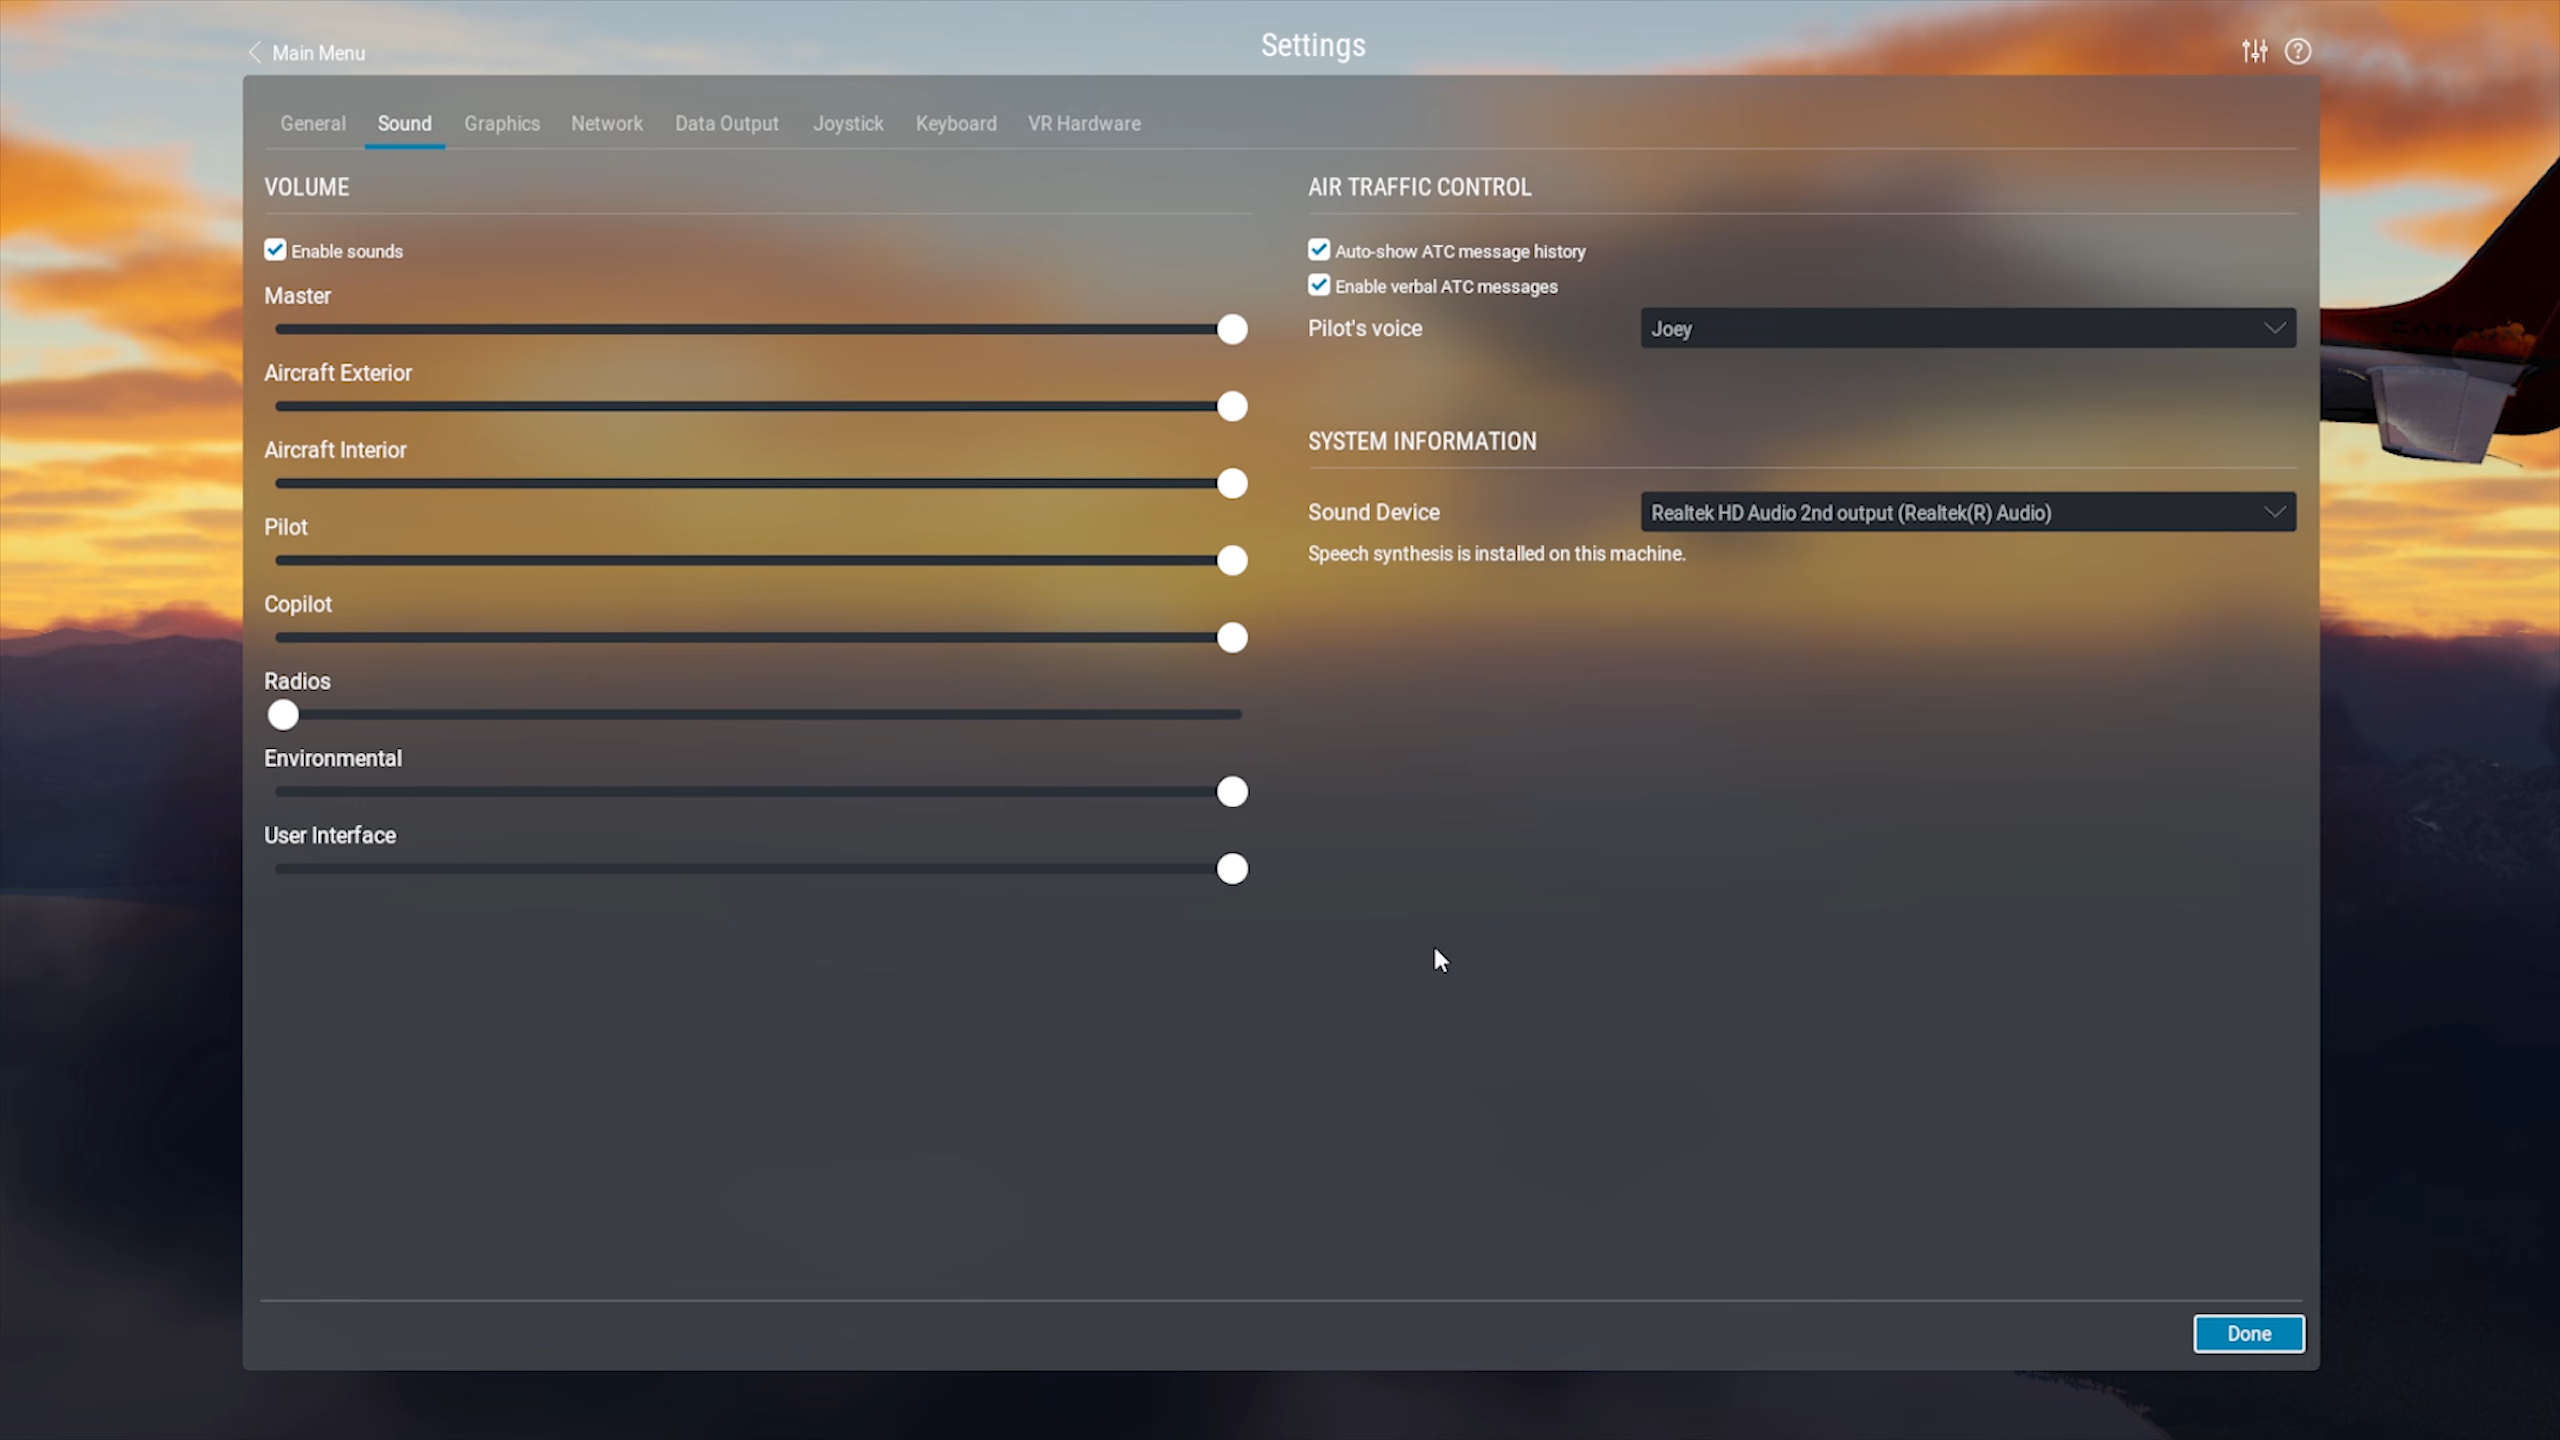 Main Menu
Settings
General
Sound
Graphics
Network
Data Output
Joystick
Keyboard
VR Hardware
VOLUME
Enable sounds
Master
Aircraft Exterior
Aircraft Interior
Pilot
Copilot
Radios
Environmental
User Interface
AIR TRAFFIC CONTROL
Auto-show ATC message history
Enable verbal ATC messages
Pilot's voice
Joey
SYSTEM INFORMATION
Sound Device
Realtek HD Audio 2nd output (Realtek(R) Audio)
Speech synthesis is installed on this machine.
Done